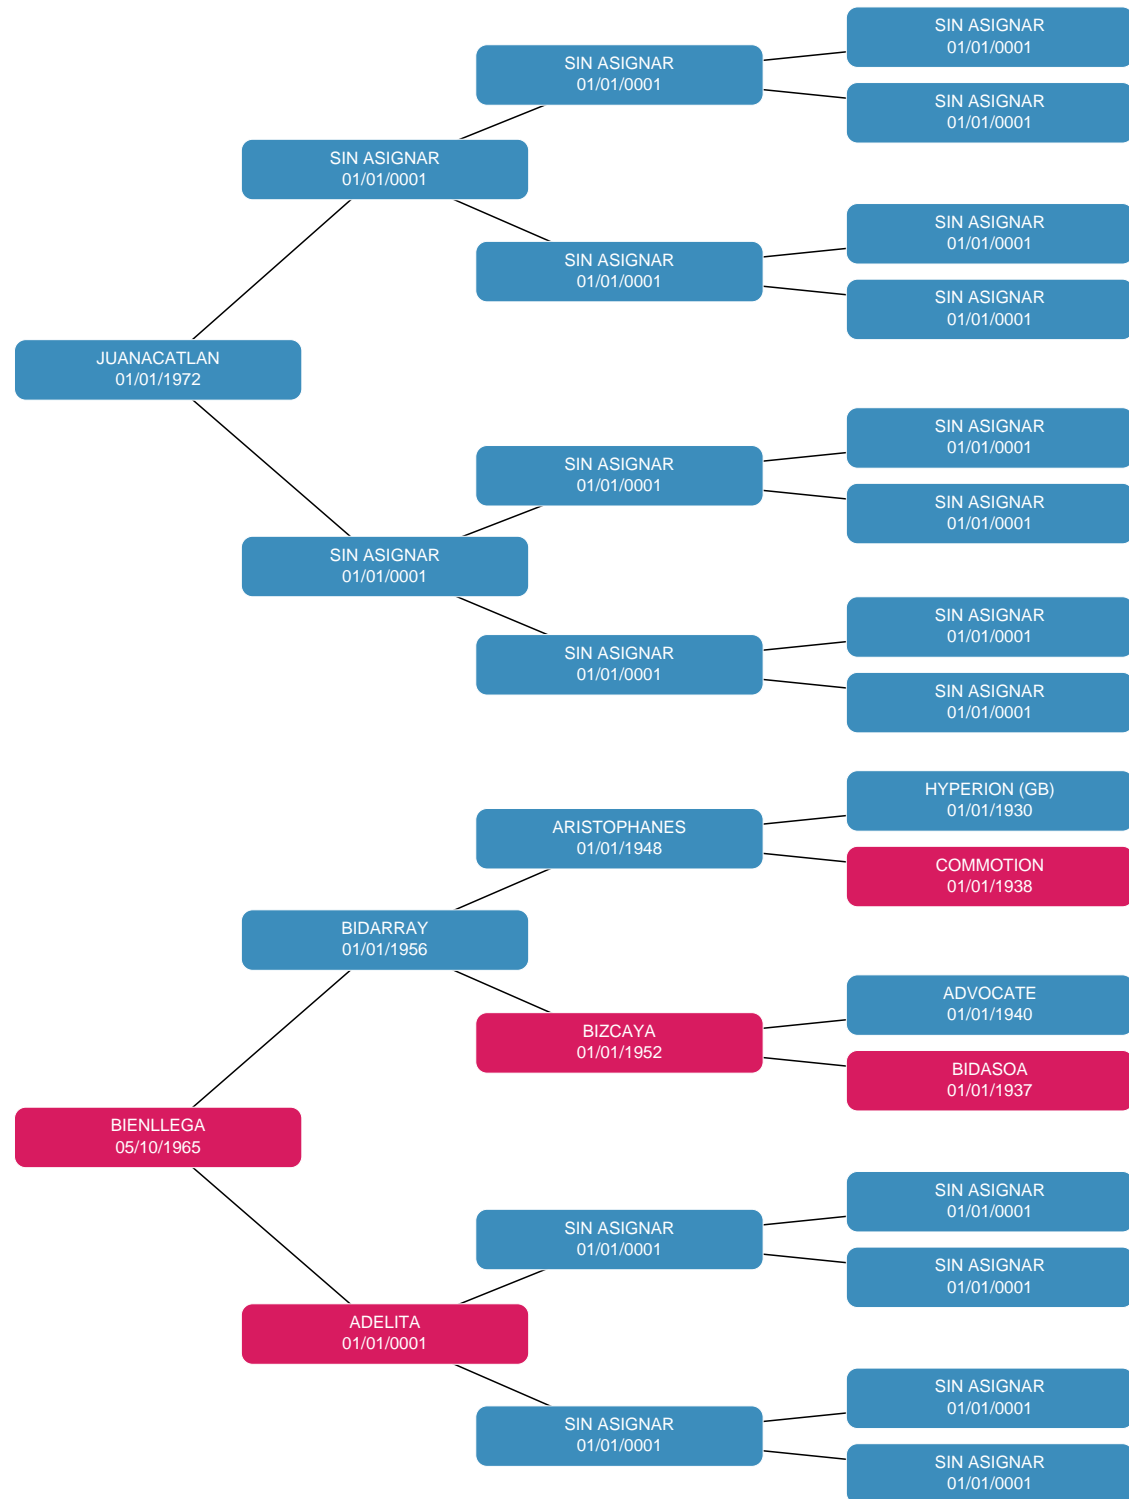 SIN ASIGNAR
01/01/0001
SIN ASIGNAR
01/01/0001
SIN ASIGNAR
01/01/0001
SIN ASIGNAR
01/01/0001
SIN ASIGNAR
01/01/0001
SIN ASIGNAR
01/01/0001
SIN ASIGNAR
01/01/0001
JUANACATLAN
01/01/1972
SIN ASIGNAR
01/01/0001
SIN ASIGNAR
01/01/0001
SIN ASIGNAR
01/01/0001
SIN ASIGNAR
01/01/0001
SIN ASIGNAR
01/01/0001
SIN ASIGNAR
01/01/0001
SIN ASIGNAR
01/01/0001
HYPERION (GB)
01/01/1930
ARISTOPHANES
01/01/1948
COMMOTION
01/01/1938
BIDARRAY
01/01/1956
ADVOCATE
01/01/1940
BIZCAYA
01/01/1952
BIDASOA
01/01/1937
BIENLLEGA
05/10/1965
SIN ASIGNAR
01/01/0001
SIN ASIGNAR
01/01/0001
SIN ASIGNAR
01/01/0001
ADELITA
01/01/0001
SIN ASIGNAR
01/01/0001
SIN ASIGNAR
01/01/0001
SIN ASIGNAR
01/01/0001